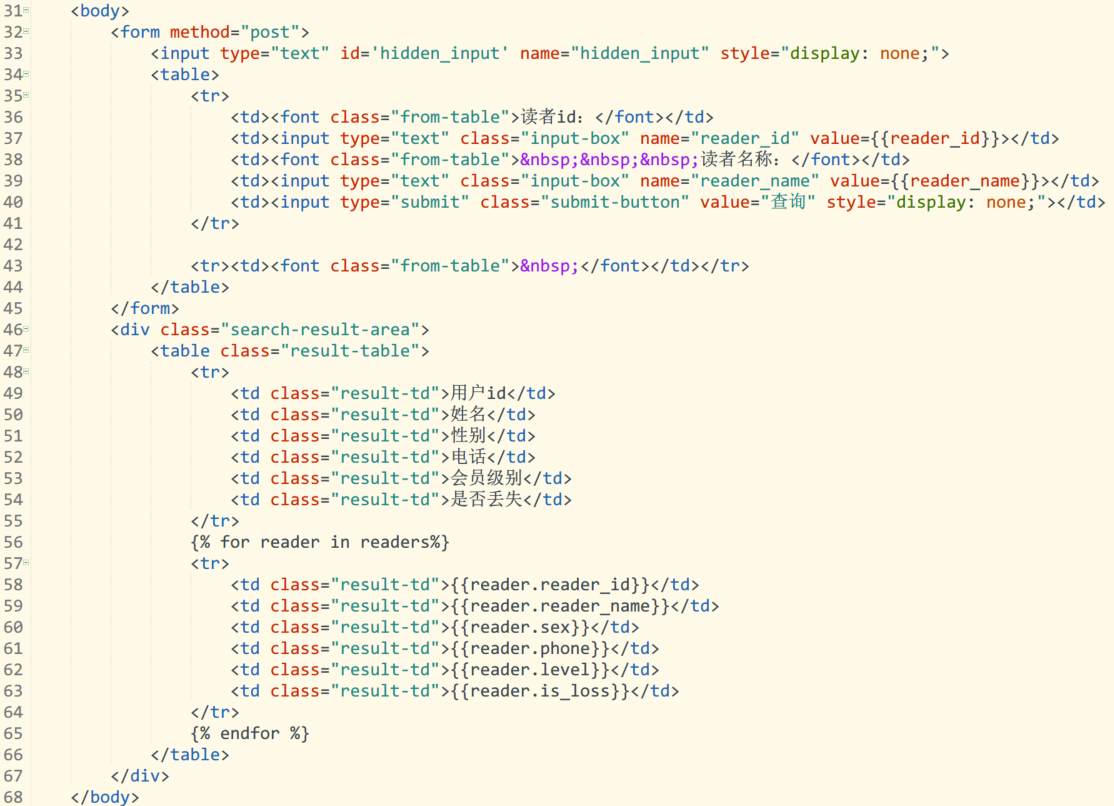 31 <body>
32 <form method="post">
33 <input type="text" id='hidden_input' name="hidden_input" style="display: none;">
34 <table>
35 <tr>
36 <td><font class="from-table">读者id：</font></td>
37 <td><input type="text" class="input-box" name="reader_id" value={{reader_id}}></td>
38 <td><font class="from-table">&nbsp;&nbsp;&nbsp;读者名称：</font></td>
39 <td><input type="text" class="input-box" name="reader_name" value={{reader_name}}></td>
40 <td><input type="submit" class="submit-button" value="查询" style="display: none;"></td>
41 </tr>
42
43 <tr><td><font class="from-table">&nbsp;</font></td></tr>
44 </table>
45 </form>
46 <div class="search-result-area">
47 <table class="result-table">
48 <tr>
49 <td class="result-td">用户id</td>
50 <td class="result-td">姓名</td>
51 <td class="result-td">性别</td>
52 <td class="result-td">电话</td>
53 <td class="result-td">会员级别</td>
54 <td class="result-td">是否丢失</td>
55 </tr>
56 {% for reader in readers%}
57 <tr>
58 <td class="result-td">{{reader.reader_id}}</td>
59 <td class="result-td">{{reader.reader_name}}</td>
60 <td class="result-td">{{reader.sex}}</td>
61 <td class="result-td">{{reader.phone}}</td>
62 <td class="result-td">{{reader.level}}</td>
63 <td class="result-td">{{reader.is_loss}}</td>
64 </tr>
65 {% endfor %}
66 </table>
67 </div>
68 </body>